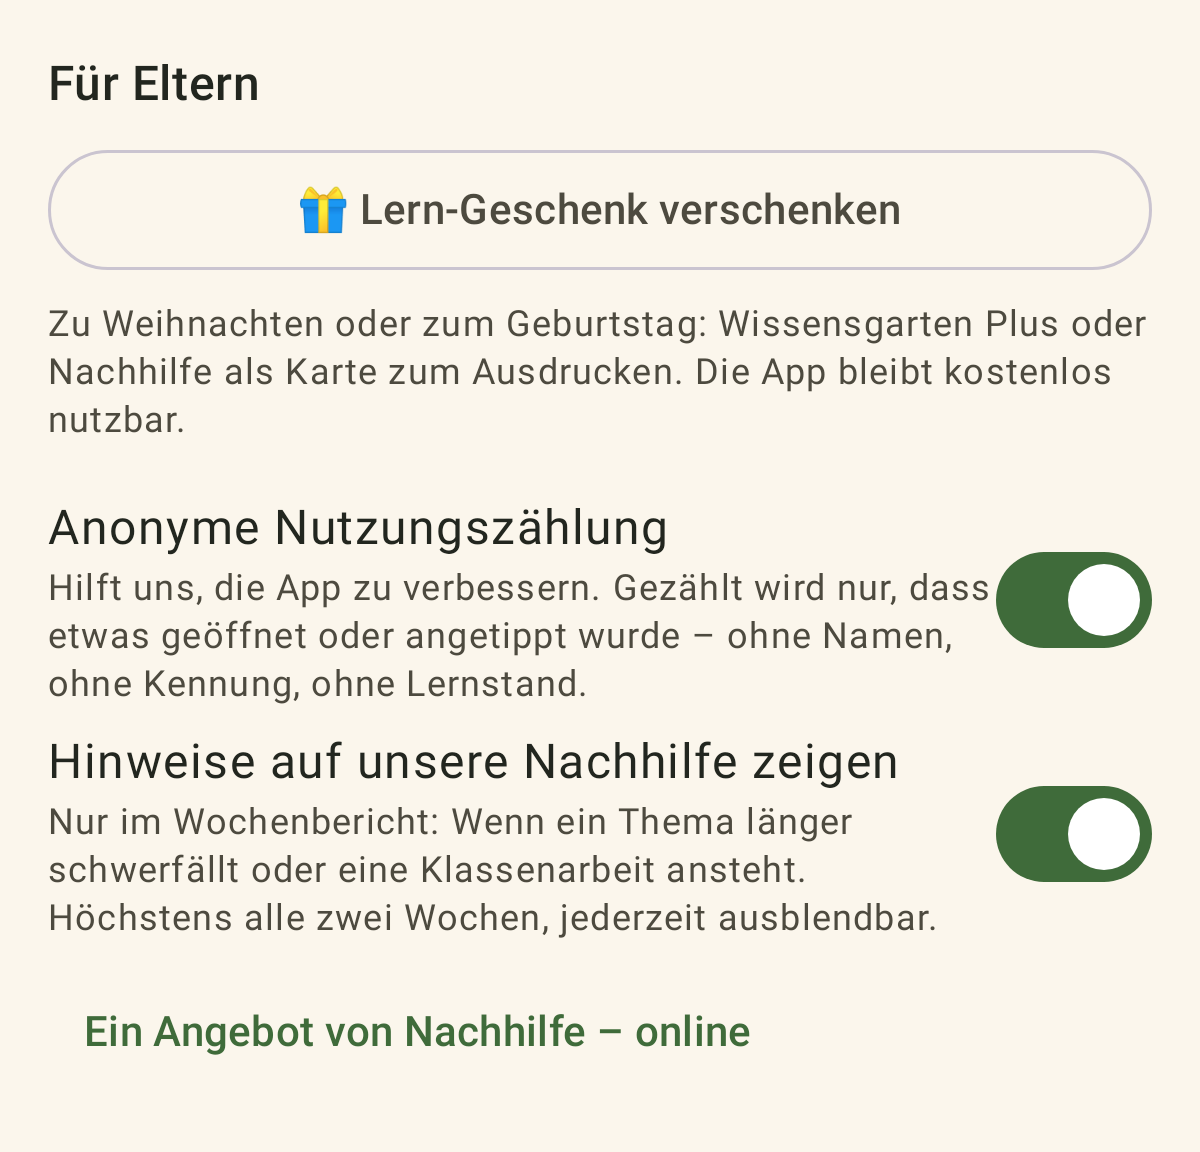 Für Eltern
🎁 Lern-Geschenk verschenken
Zu Weihnachten oder zum Geburtstag: Wissensgarten Plus oder
Nachhilfe als Karte zum Ausdrucken. Die App bleibt kostenlos
nutzbar.
Anonyme Nutzungszählung
Hilft uns, die App zu verbessern. Gezählt wird nur, dass
etwas geöffnet oder angetippt wurde – ohne Namen,
ohne Kennung, ohne Lernstand.
Hinweise auf unsere Nachhilfe zeigen
Nur im Wochenbericht: Wenn ein Thema länger
schwerfällt oder eine Klassenarbeit ansteht.
Höchstens alle zwei Wochen, jederzeit ausblendbar.
Ein Angebot von Nachhilfe – online